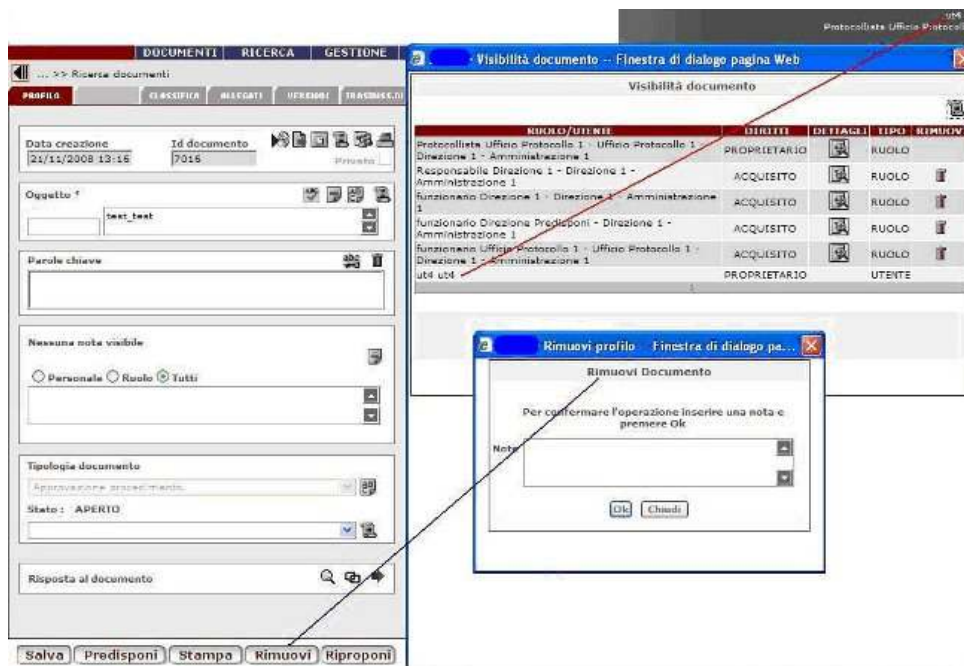 ut4
Protocollista Ufficio Protocoll
DOCUMENTI RICERCA GESTIONE
... >> Ricerca documenti
PROFILO CLASSIFICA ALLEGATI VERSIONI
Data creazione Id documento
21/11/2008 13:16 7016 Privato
Oggetto *
test_test
Parole chiave
Nessuna nota visibile
Personale Ruolo Tutti
Tipologia documento
Approvazione procedimento.
Stato : APERTO
Risposta al documento
Salva Predisponi Stampa Rimuovi Riproponi
- Visibilità documento -- Finestra di dialogo pagina Web
Visibilità documento
RUOLO/UTENTE DIRITTI DETTAGLI TIPO RIMUOV
Protocollista Ufficio Protocollo 1 - Ufficio Protocollo 1 -
Direzione 1 - Amministrazione 1 PROPRIETARIO RUOLO
Responsabile Direzione 1 - Direzione 1 -
Amministrazione 1 ACQUISITO RUOLO
funzionario Direzione 1 - Direzione 1 - Amministrazione
1 ACQUISITO RUOLO
funzionario Direzione Predisponi - Direzione 1 -
Amministrazione 1 ACQUISITO RUOLO
funzionario Ufficio Protocollo 1 - Ufficio Protocollo 1 -
Direzione 1 - Amministrazione 1 ACQUISITO RUOLO
ut4 ut4 PROPRIETARIO UTENTE
1
Rimuovi profilo Finestra di dialogo pa...
Rimuovi Documento
Per confermare l'operazione inserire una nota e
premere Ok
Note
Ok Chiudi